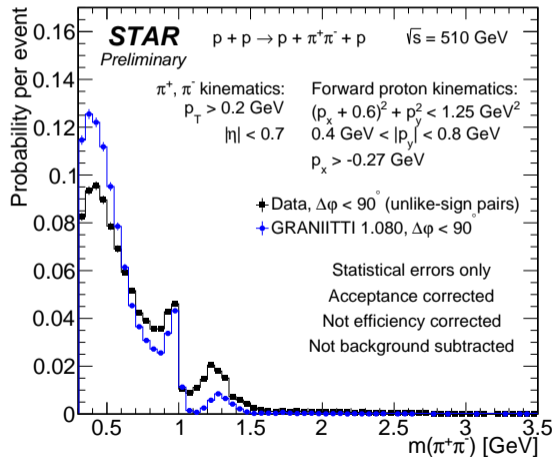 STAR
Preliminary
p + p → p + π⁺π⁻ + p √s = 510 GeV
π⁺, π⁻ kinematics:
p_T > 0.2 GeV
|η| < 0.7
Forward proton kinematics:
(pₓ + 0.6)² + p_y² < 1.25 GeV²
0.4 GeV < |p_y| < 0.8 GeV
pₓ > -0.27 GeV
Data, Δφ < 90° (unlike-sign pairs)
GRANIITTI 1.080, Δφ < 90°
Statistical errors only
Acceptance corrected
Not efficiency corrected
Not background subtracted
Probability per event
0.16
0.14
0.12
0.1
0.08
0.06
0.04
0.02
0
0.5 1 1.5 2 2.5 3 3.5
m(π⁺π⁻) [GeV]